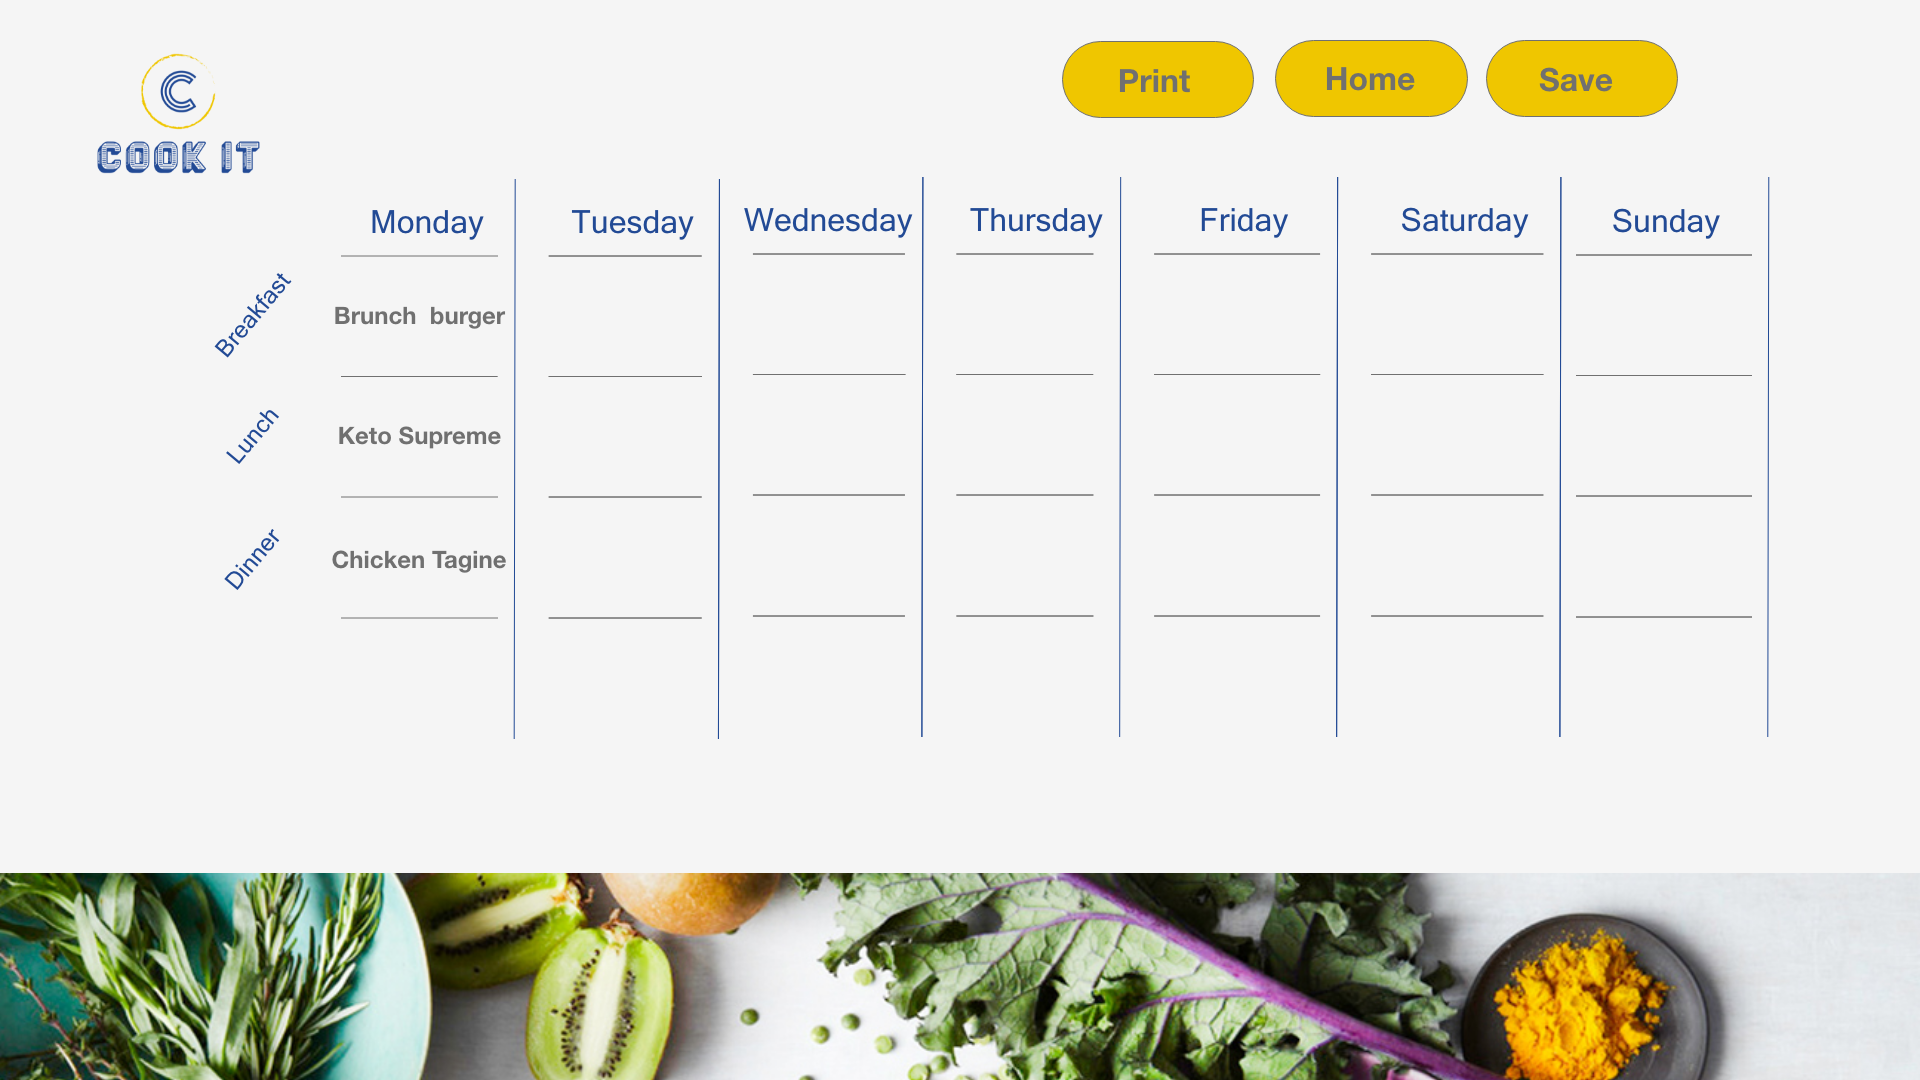 C
COOK IT
Print Home Save
Monday Tuesday Wednesday Thursday Friday Saturday Sunday
Breakfast Brunch burger
Lunch Keto Supreme
Dinner Chicken Tagine